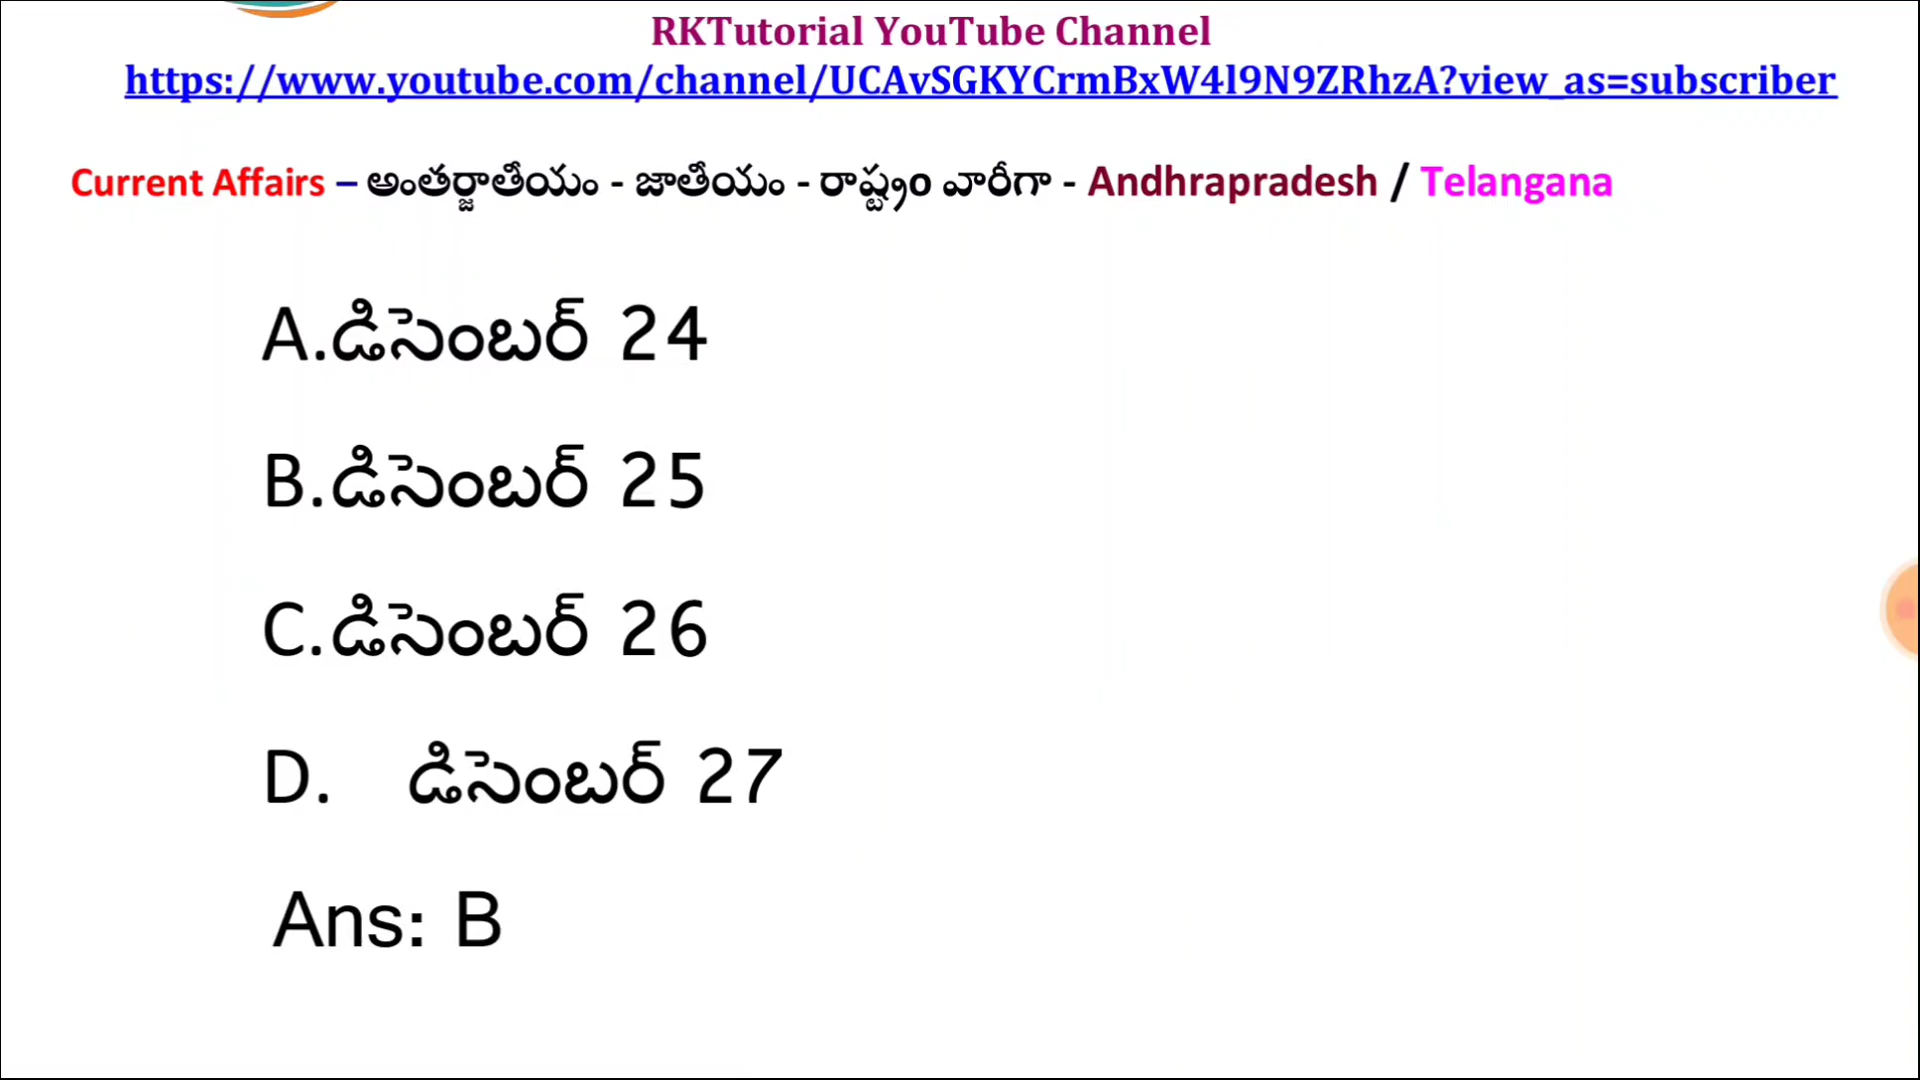 RKTutorial YouTube Channel
https://www.youtube.com/channel/UCAvSGKYCrmBxW4l9N9ZRhzA?view_as=subscriber
Current Affairs – అంతర్జాతీయం - జాతీయం - రాష్ట్రం వారీగా - Andhrapradesh / Telangana
A.డిసెంబర్ 24
B.డిసెంబర్ 25
C.డిసెంబర్ 26
D. డిసెంబర్ 27
Ans: B